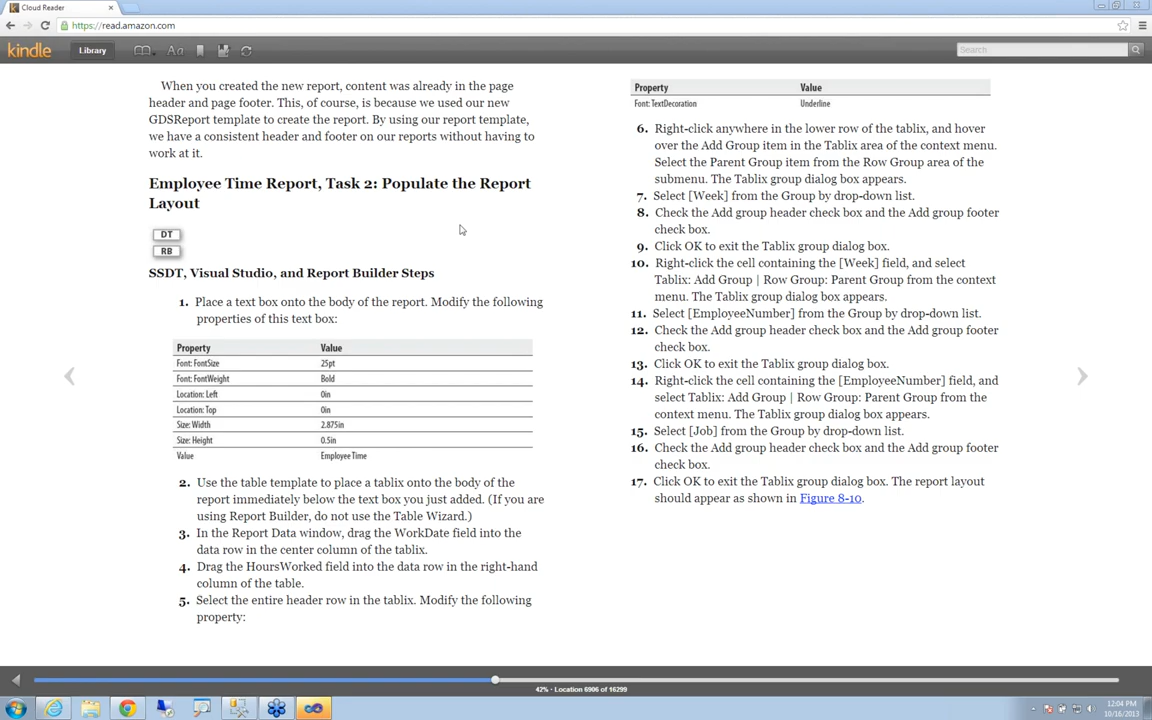 Cloud Reader
https://read.amazon.com
kindle
Library
Aa
Search
When you created the new report, content was already in the page
header and page footer. This, of course, is because we used our new
GDSReport template to create the report. By using our report template,
we have a consistent header and footer on our reports without having to
work at it.
Employee Time Report, Task 2: Populate the Report
Layout
DT
RB
SSDT, Visual Studio, and Report Builder Steps
1. Place a text box onto the body of the report. Modify the following
properties of this text box:
Property Value
Font: FontSize 25pt
Font: FontWeight Bold
Location: Left 0in
Location: Top 0in
Size: Width 2.875in
Size: Height 0.5in
Value Employee Time
2. Use the table template to place a tablix onto the body of the
report immediately below the text box you just added. (If you are
using Report Builder, do not use the Table Wizard.)
3. In the Report Data window, drag the WorkDate field into the
data row in the center column of the tablix.
4. Drag the HoursWorked field into the data row in the right-hand
column of the table.
5. Select the entire header row in the tablix. Modify the following
property:
Property Value
Font: TextDecoration Underline
6. Right-click anywhere in the lower row of the tablix, and hover
over the Add Group item in the Tablix area of the context menu.
Select the Parent Group item from the Row Group area of the
submenu. The Tablix group dialog box appears.
7. Select [Week] from the Group by drop-down list.
8. Check the Add group header check box and the Add group footer
check box.
9. Click OK to exit the Tablix group dialog box.
10. Right-click the cell containing the [Week] field, and select
Tablix: Add Group | Row Group: Parent Group from the context
menu. The Tablix group dialog box appears.
11. Select [EmployeeNumber] from the Group by drop-down list.
12. Check the Add group header check box and the Add group footer
check box.
13. Click OK to exit the Tablix group dialog box.
14. Right-click the cell containing the [EmployeeNumber] field, and
select Tablix: Add Group | Row Group: Parent Group from the
context menu. The Tablix group dialog box appears.
15. Select [Job] from the Group by drop-down list.
16. Check the Add group header check box and the Add group footer
check box.
17. Click OK to exit the Tablix group dialog box. The report layout
should appear as shown in Figure 8-10.
42% · Location 6906 of 16299
12:04 PM
10/16/2013